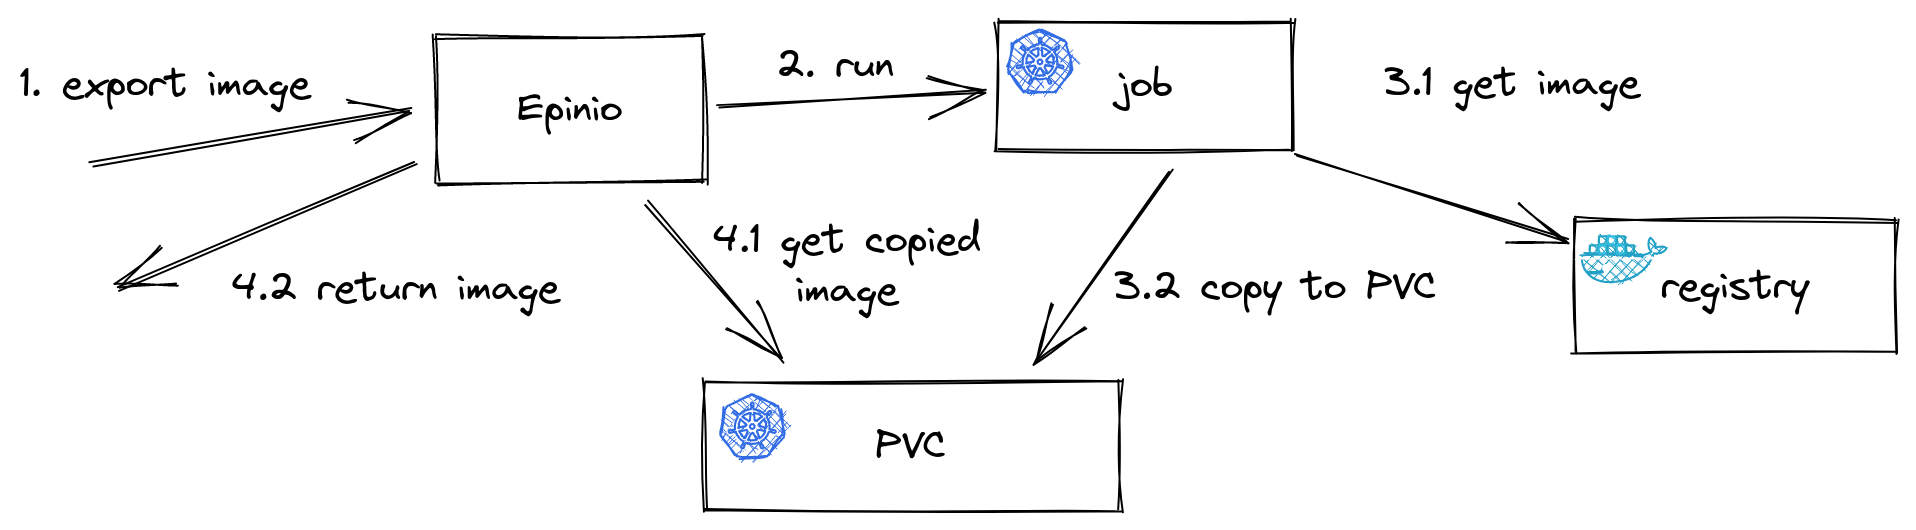 1. export image
Epinio
2. run
job
3.1 get image
4.2 return image
4.1 get copied
image
3.2 copy to PVC
registry
PVC